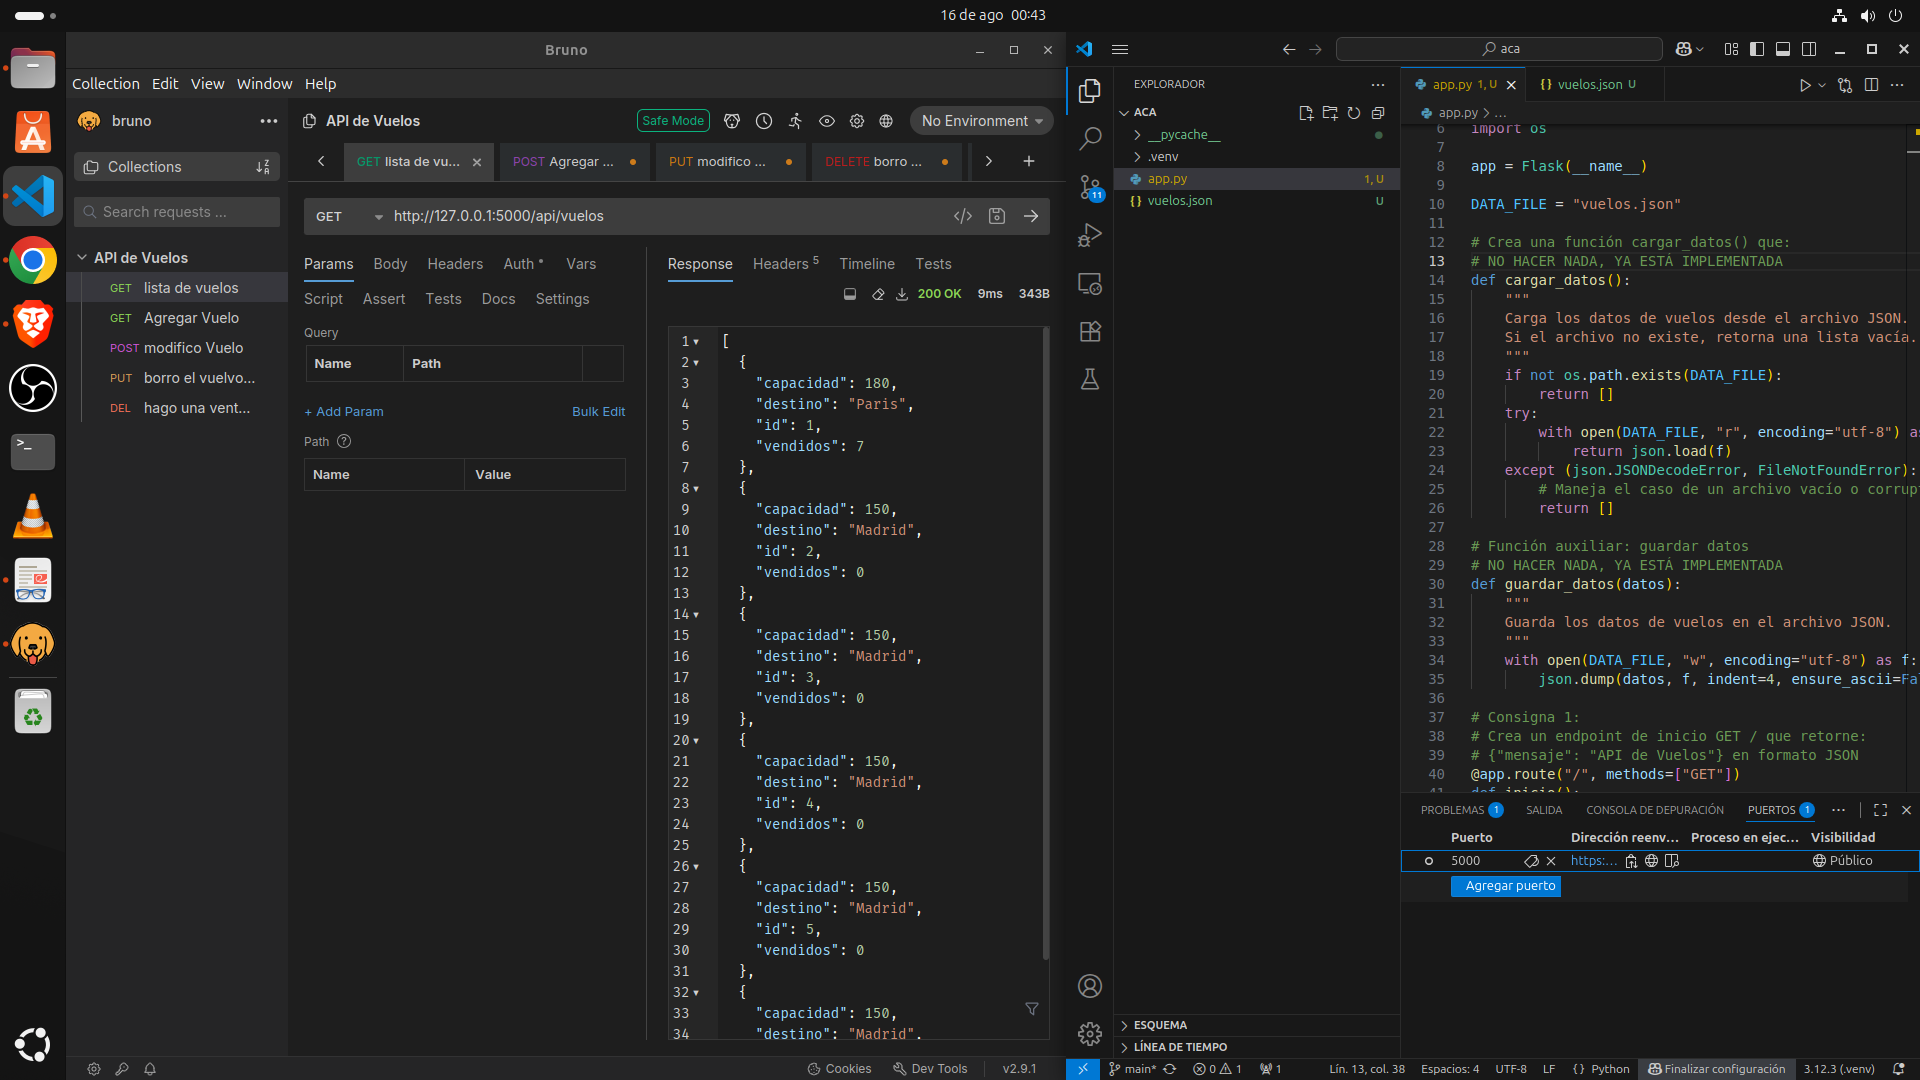 16 de ago 00:43
Bruno
Collection Edit View Window Help
bruno
Collections
Search requests ...
API de Vuelos
GET lista de vuelos
GET Agregar Vuelo
POST modifico Vuelo
PUT borro el vuelvo...
DEL hago una vent...
API de Vuelos
Safe Mode
No Environment
GET lista de vu...
POST Agregar ...
PUT modifico ...
DELETE borro ...
GET http://127.0.0.1:5000/api/vuelos
Params Body Headers Auth Vars
Script Assert Tests Docs Settings
Query
Name Path
+ Add Param Bulk Edit
Path ?
Name Value
Response Headers 5 Timeline Tests
200 OK 9ms 343B
1 [
2 {
3 "capacidad": 180,
4 "destino": "Paris",
5 "id": 1,
6 "vendidos": 7
7 },
8 {
9 "capacidad": 150,
10 "destino": "Madrid",
11 "id": 2,
12 "vendidos": 0
13 },
14 {
15 "capacidad": 150,
16 "destino": "Madrid",
17 "id": 3,
18 "vendidos": 0
19 },
20 {
21 "capacidad": 150,
22 "destino": "Madrid",
23 "id": 4,
24 "vendidos": 0
25 },
26 {
27 "capacidad": 150,
28 "destino": "Madrid",
29 "id": 5,
30 "vendidos": 0
31 },
32 {
33 "capacidad": 150,
34 "destino": "Madrid",
Cookies Dev Tools v2.9.1
aca
EXPLORADOR
ACA
__pycache__
.venv
app.py 1, U
vuelos.json U
ESQUEMA
LÍNEA DE TIEMPO
app.py 1, U
vuelos.json U
app.py > ...
6 import os
7
8 app = Flask(__name__)
9
10 DATA_FILE = "vuelos.json"
11
12 # Crea una función cargar_datos() que:
13 # NO HACER NADA, YA ESTÁ IMPLEMENTADA
14 def cargar_datos():
15 """
16 Carga los datos de vuelos desde el archivo JSON.
17 Si el archivo no existe, retorna una lista vacía.
18 """
19 if not os.path.exists(DATA_FILE):
20 return []
21 try:
22 with open(DATA_FILE, "r", encoding="utf-8") as
23 return json.load(f)
24 except (json.JSONDecodeError, FileNotFoundError):
25 # Maneja el caso de un archivo vacío o corrupt
26 return []
27
28 # Función auxiliar: guardar datos
29 # NO HACER NADA, YA ESTÁ IMPLEMENTADA
30 def guardar_datos(datos):
31 """
32 Guarda los datos de vuelos en el archivo JSON.
33 """
34 with open(DATA_FILE, "w", encoding="utf-8") as f:
35 json.dump(datos, f, indent=4, ensure_ascii=Fa
36
37 # Consigna 1:
38 # Crea un endpoint de inicio GET / que retorne:
39 # {"mensaje": "API de Vuelos"} en formato JSON
40 @app.route("/", methods=["GET"])
41 def inicio():
PROBLEMAS 1 SALIDA CONSOLA DE DEPURACIÓN PUERTOS 1
Puerto Dirección reenv... Proceso en ejec... Visibilidad
5000 https:... Público
Agregar puerto
11
main* 0 1 1 Lín. 13, col. 38 Espacios: 4 UTF-8 LF Python Finalizar configuración 3.12.3 (.venv)